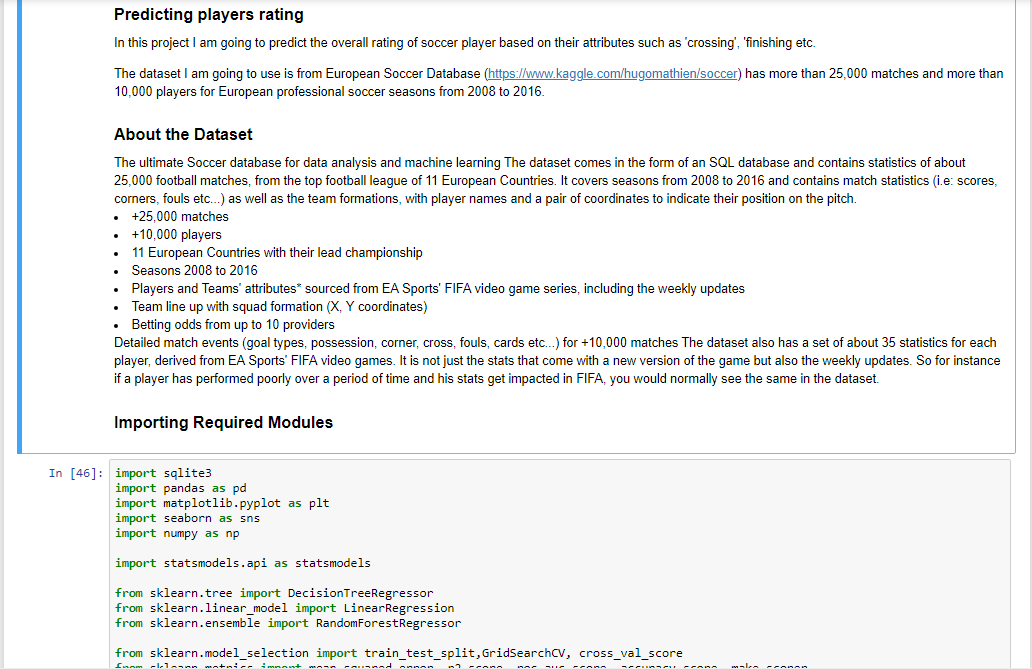 Predicting players rating
In this project I am going to predict the overall rating of soccer player based on their attributes such as 'crossing', 'finishing etc.
The dataset I am going to use is from European Soccer Database (https://www.kaggle.com/hugomathien/soccer) has more than 25,000 matches and more than
10,000 players for European professional soccer seasons from 2008 to 2016.
About the Dataset
The ultimate Soccer database for data analysis and machine learning The dataset comes in the form of an SQL database and contains statistics of about
25,000 football matches, from the top football league of 11 European Countries. It covers seasons from 2008 to 2016 and contains match statistics (i.e: scores,
corners, fouls etc...) as well as the team formations, with player names and a pair of coordinates to indicate their position on the pitch.
• +25,000 matches
• +10,000 players
• 11 European Countries with their lead championship
• Seasons 2008 to 2016
• Players and Teams' attributes* sourced from EA Sports' FIFA video game series, including the weekly updates
• Team line up with squad formation (X, Y coordinates)
• Betting odds from up to 10 providers
Detailed match events (goal types, possession, corner, cross, fouls, cards etc...) for +10,000 matches The dataset also has a set of about 35 statistics for each
player, derived from EA Sports' FIFA video games. It is not just the stats that come with a new version of the game but also the weekly updates. So for instance
if a player has performed poorly over a period of time and his stats get impacted in FIFA, you would normally see the same in the dataset.
Importing Required Modules
In [46]: import sqlite3
import pandas as pd
import matplotlib.pyplot as plt
import seaborn as sns
import numpy as np
import statsmodels.api as statsmodels
from sklearn.tree import DecisionTreeRegressor
from sklearn.linear_model import LinearRegression
from sklearn.ensemble import RandomForestRegressor
from sklearn.model_selection import train_test_split,GridSearchCV, cross_val_score
from sklearn.metrics import mean_squared_error, r2_score, roc_auc_score, accuracy_score, make_scorer